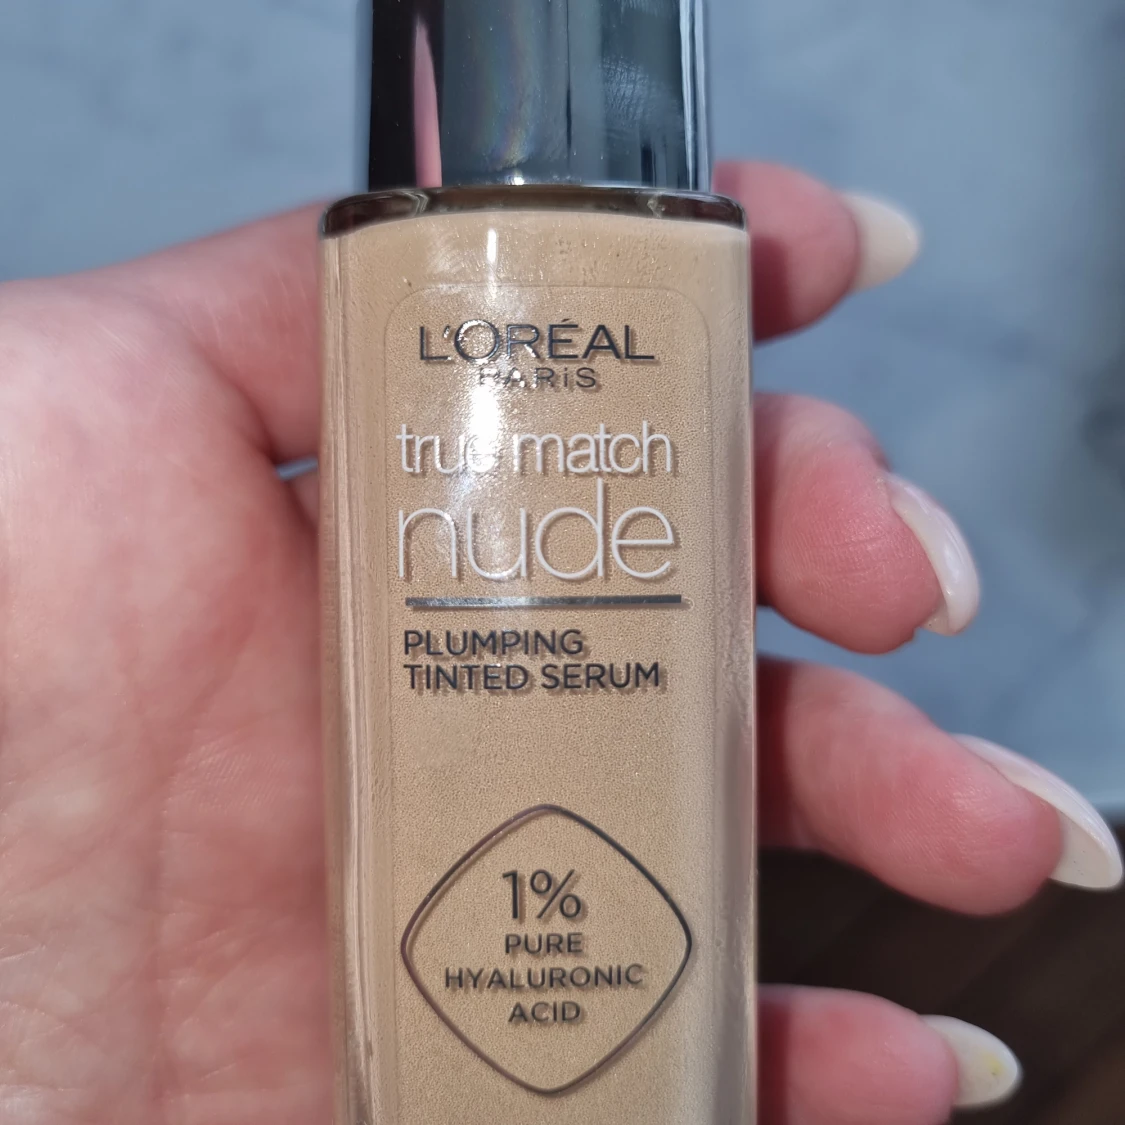 L'ORÉAL
PARiS
true match
nude
PLUMPING
TINTED SERUM
1%
PURE
HYALURONIC
ACID